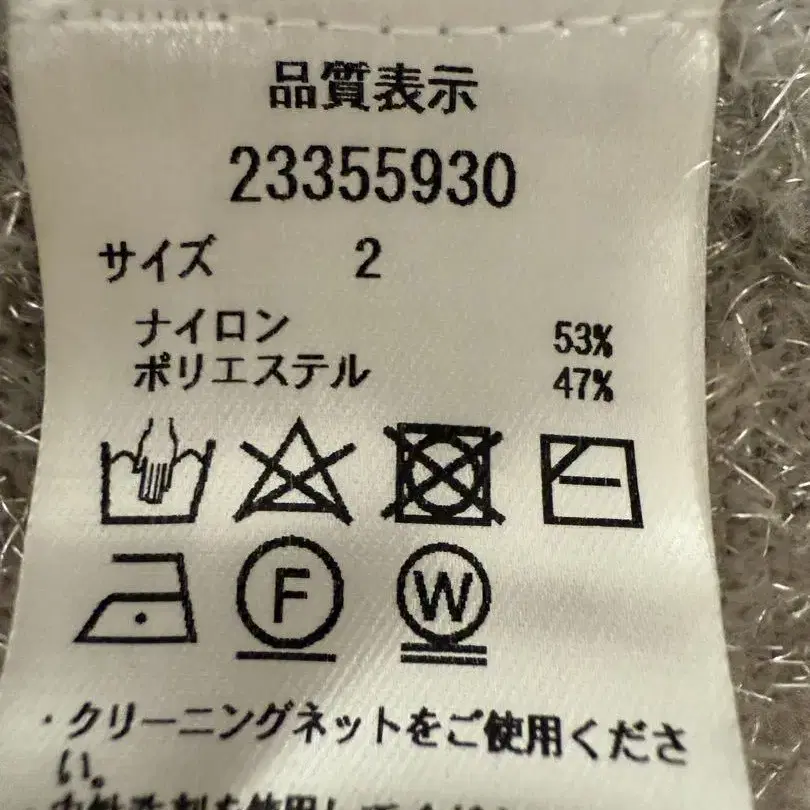 品質表示
23355930
サイズ 2
ナイロン 53%
ポリエステル 47%
F W
・クリーニングネットをご使用くださ
い。